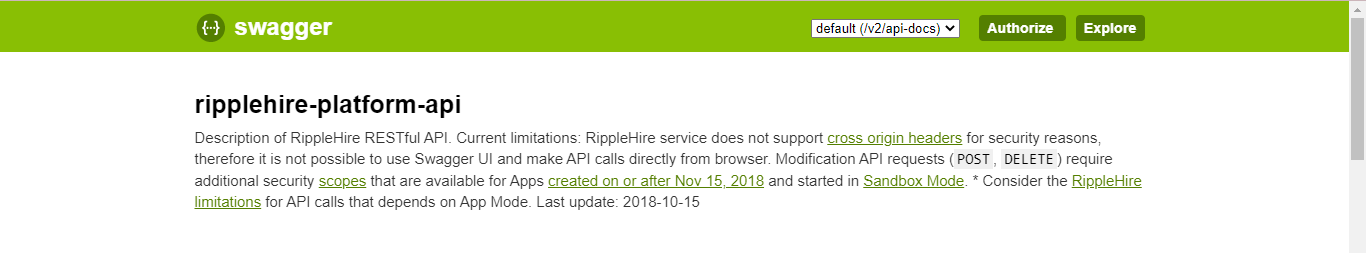 {··} swagger default (/v2/api-docs) Authorize Explore
ripplehire-platform-api
Description of RippleHire RESTful API. Current limitations: RippleHire service does not support cross origin headers for security reasons,
therefore it is not possible to use Swagger UI and make API calls directly from browser. Modification API requests ( POST , DELETE ) require
additional security scopes that are available for Apps created on or after Nov 15, 2018 and started in Sandbox Mode. * Consider the RippleHire
limitations for API calls that depends on App Mode. Last update: 2018-10-15